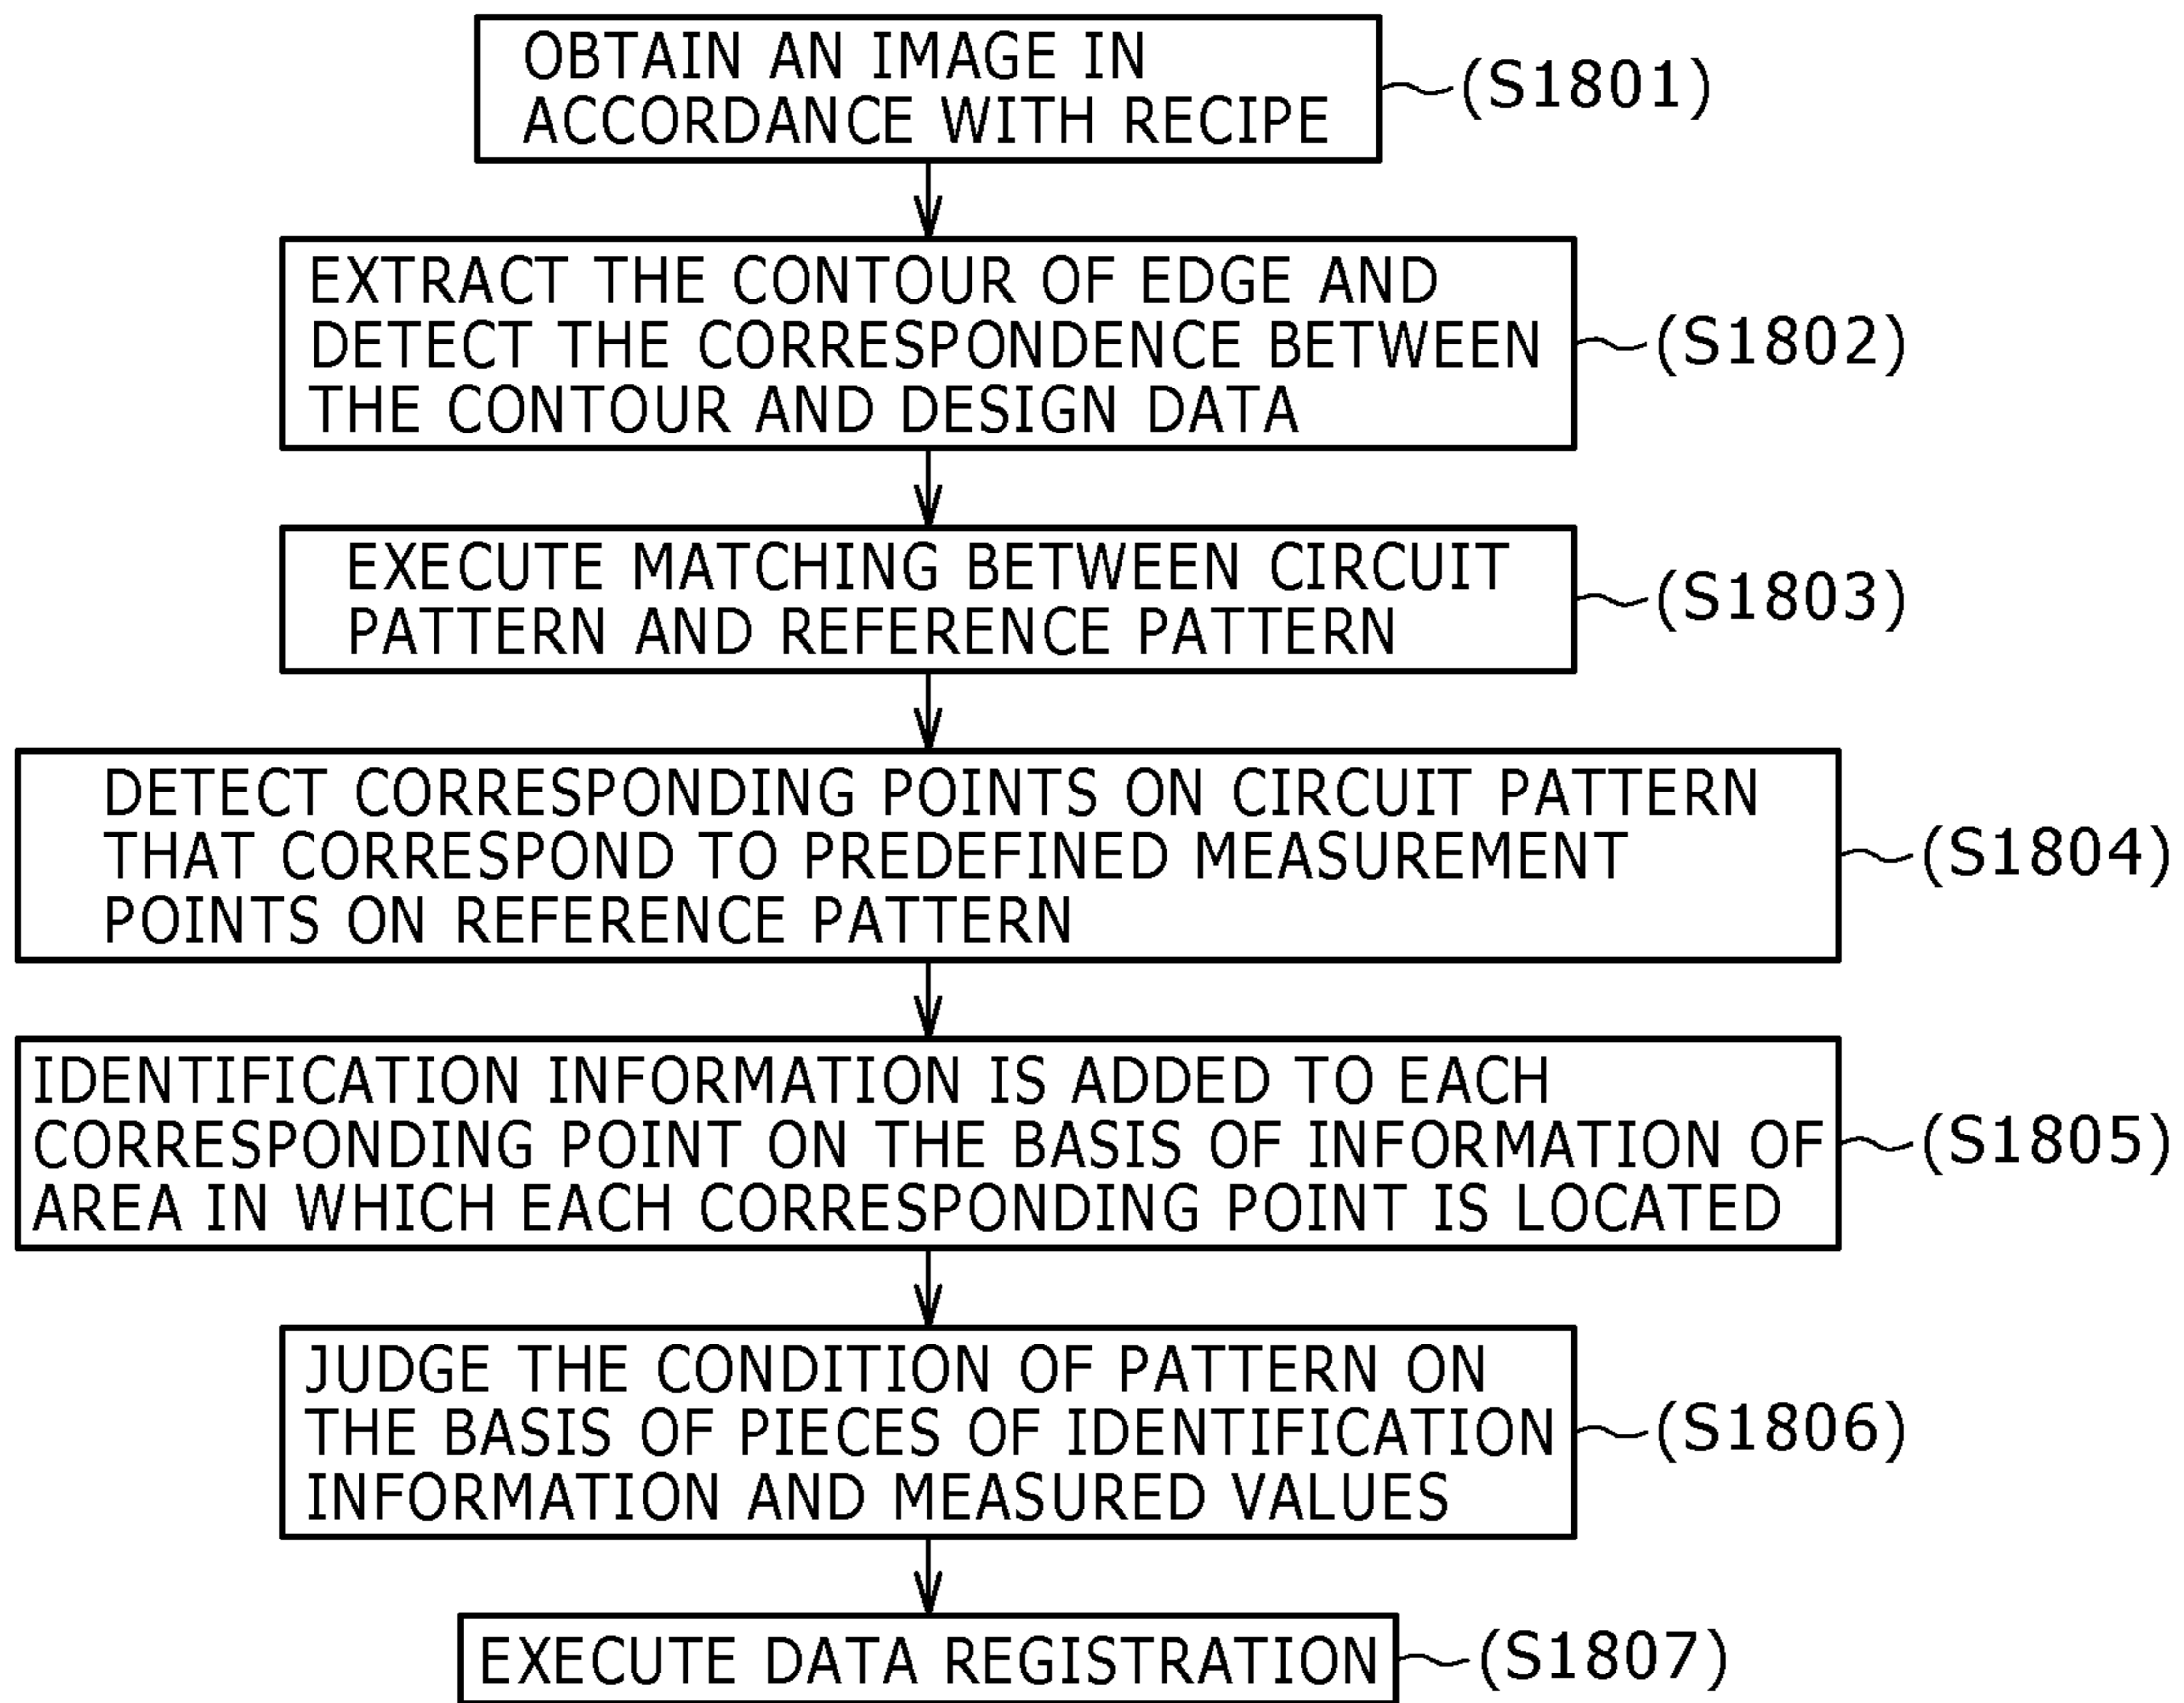 OBTAIN AN IMAGE IN
ACCORDANCE WITH RECIPE
(S1801)
EXTRACT THE CONTOUR OF EDGE AND
DETECT THE CORRESPONDENCE BETWEEN
THE CONTOUR AND DESIGN DATA
(S1802)
EXECUTE MATCHING BETWEEN CIRCUIT
PATTERN AND REFERENCE PATTERN
(S1803)
DETECT CORRESPONDING POINTS ON CIRCUIT PATTERN
THAT CORRESPOND TO PREDEFINED MEASUREMENT
POINTS ON REFERENCE PATTERN
(S1804)
IDENTIFICATION INFORMATION IS ADDED TO EACH
CORRESPONDING POINT ON THE BASIS OF INFORMATION OF
AREA IN WHICH EACH CORRESPONDING POINT IS LOCATED
(S1805)
JUDGE THE CONDITION OF PATTERN ON
THE BASIS OF PIECES OF IDENTIFICATION
INFORMATION AND MEASURED VALUES
(S1806)
EXECUTE DATA REGISTRATION
(S1807)